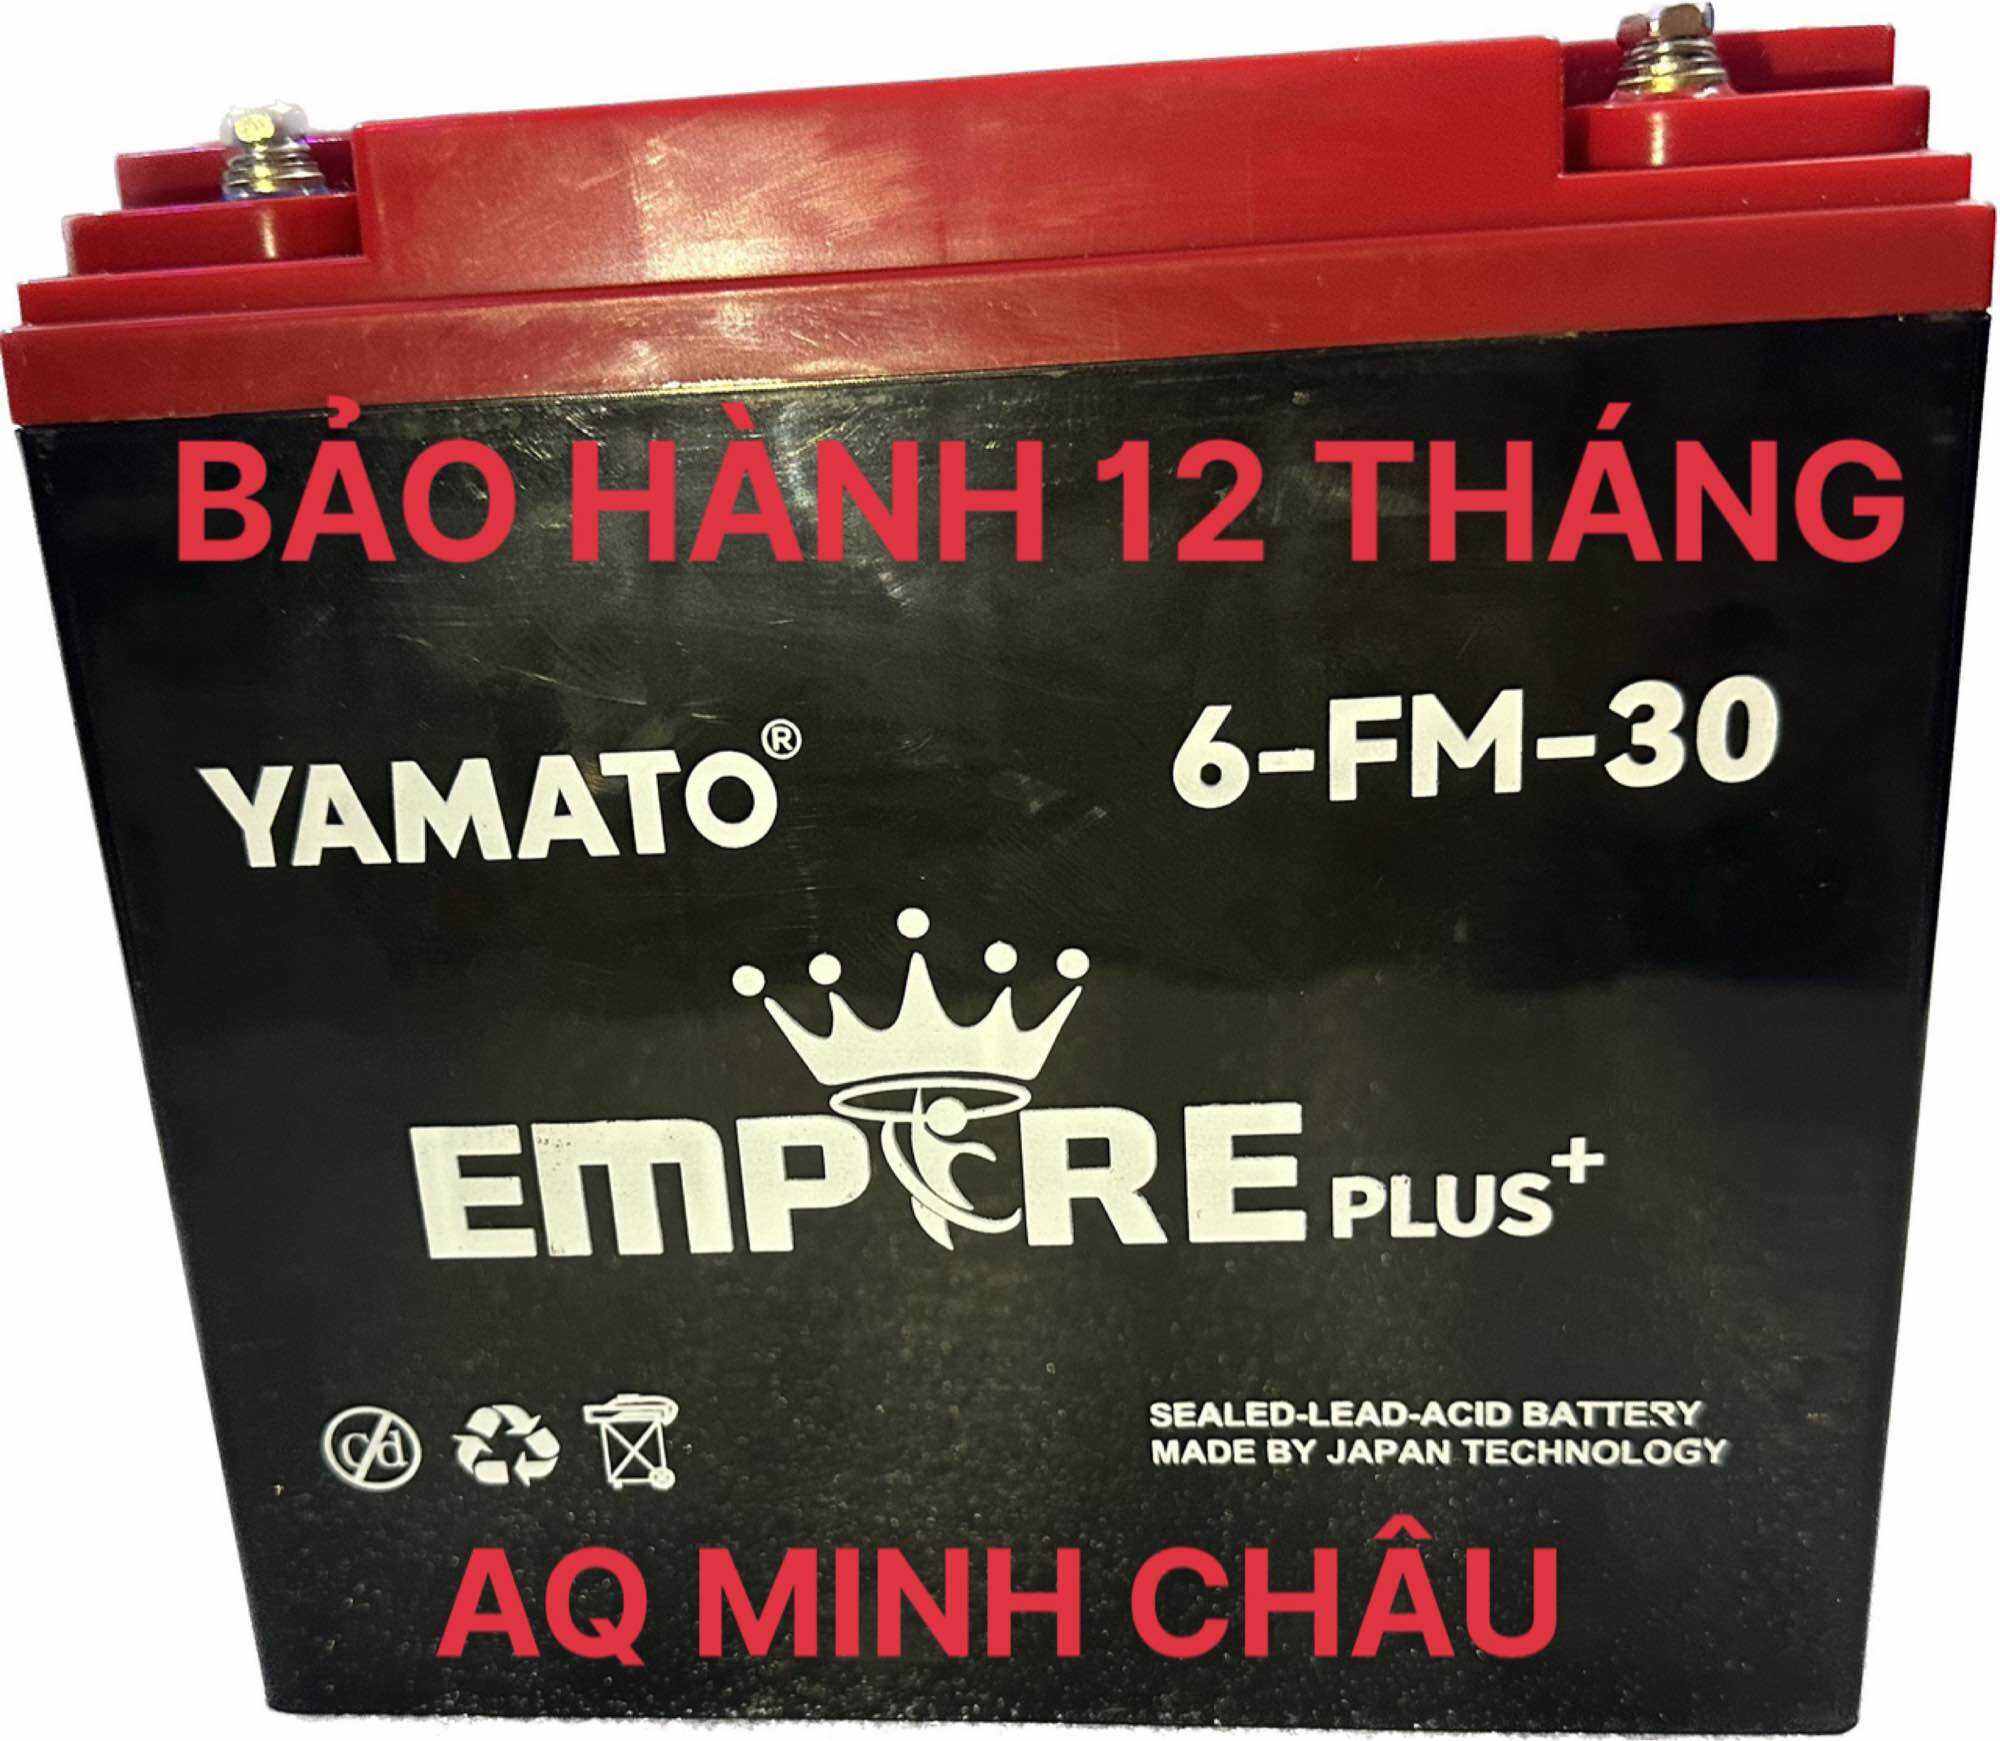 BẢO HÀNH 12 THÁNG
YAMATO® 6-FM-30
EMPIRE PLUS+
Cd
SEALED-LEAD-ACID BATTERY
MADE BY JAPAN TECHNOLOGY
AQ MINH CHÂU